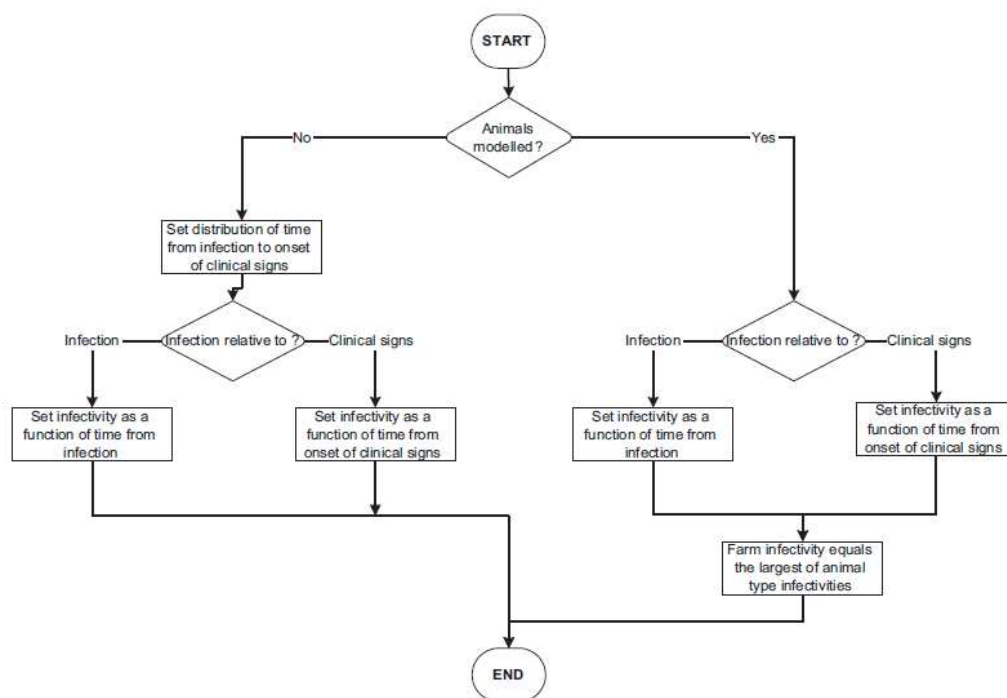 START
Animals
modelled ?
No
Yes
Set distribution of time
from infection to onset
of clinical signs
Infection
Infection relative to ?
Clinical signs
Infection
Infection relative to ?
Clinical signs
Set infectivity as a
function of time from
infection
Set infectivity as a
function of time from
onset of clinical signs
Set infectivity as a
function of time from
infection
Set infectivity as a
function of time from
onset of clinical signs
Farm infectivity equals
the largest of animal
type infectivities
END